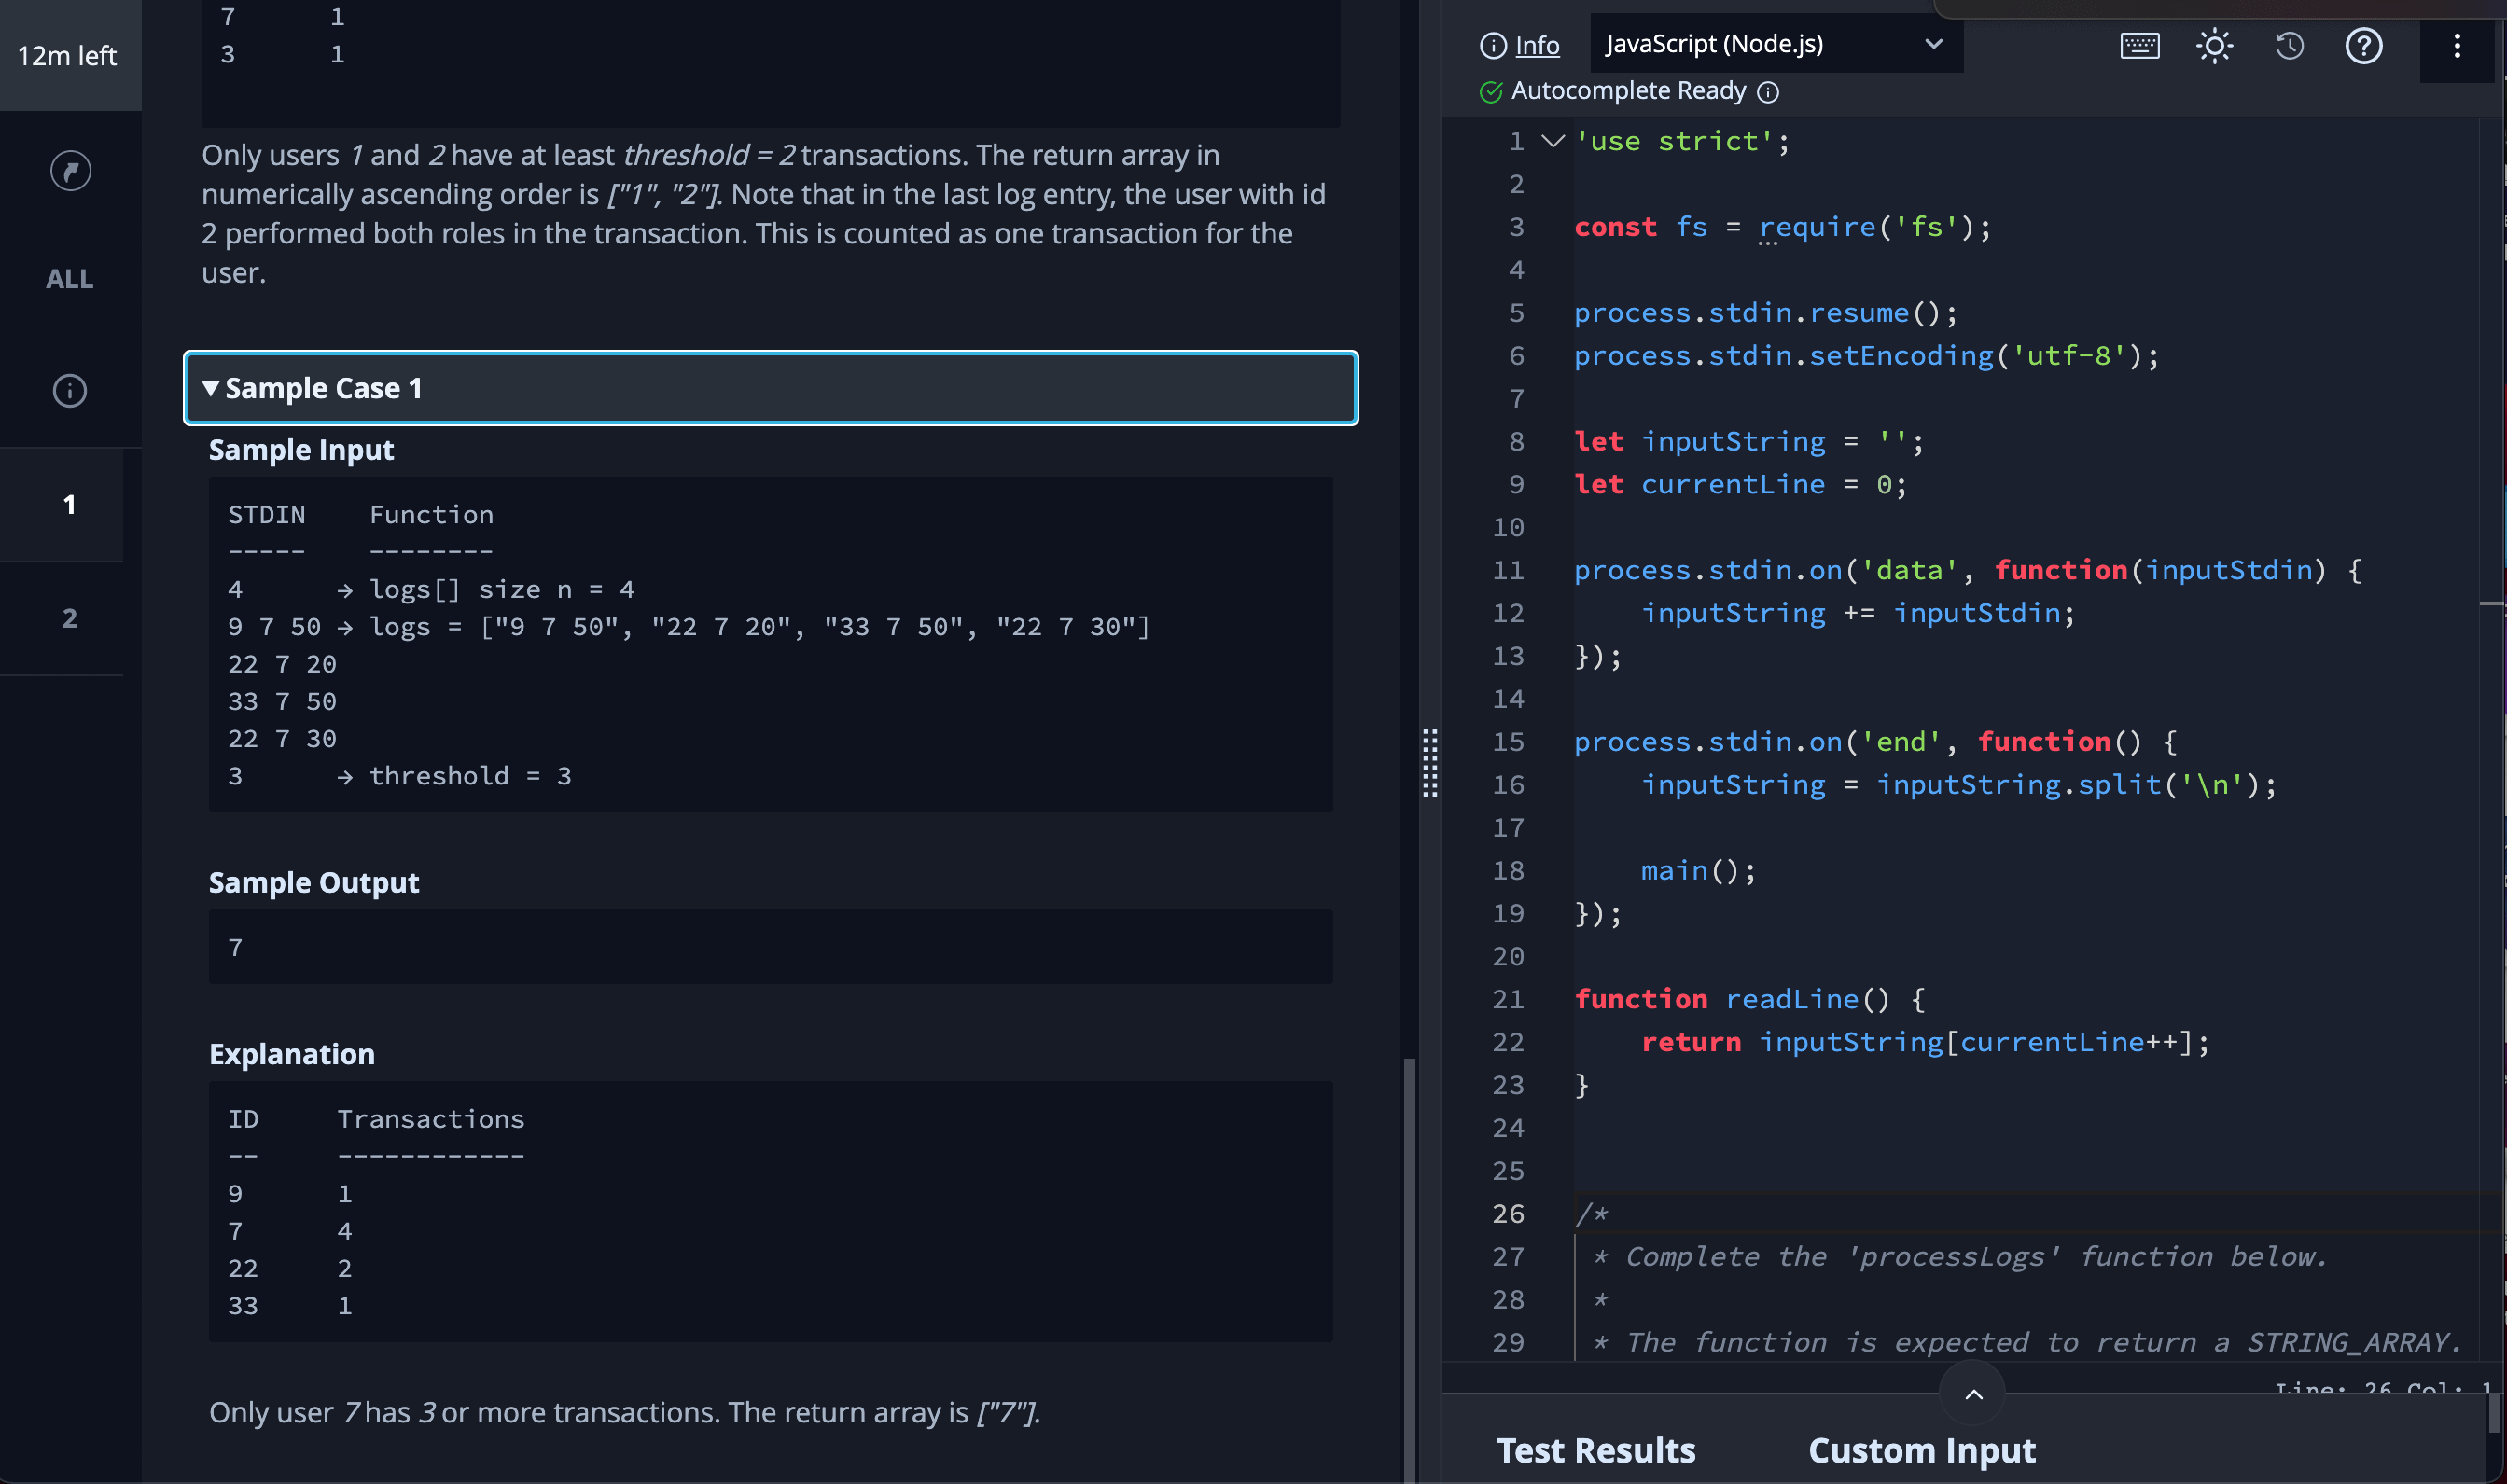 12m left
ALL
1
2
7 1
3 1
Only users 1 and 2 have at least threshold = 2 transactions. The return array in
numerically ascending order is ["1", "2"]. Note that in the last log entry, the user with id
2 performed both roles in the transaction. This is counted as one transaction for the
user.
▼ Sample Case 1
Sample Input
STDIN Function
----- --------
4 → logs[] size n = 4
9 7 50 → logs = ["9 7 50", "22 7 20", "33 7 50", "22 7 30"]
22 7 20
33 7 50
22 7 30
3 → threshold = 3
Sample Output
7
Explanation
ID Transactions
-- ------------
9 1
7 4
22 2
33 1
Only user 7 has 3 or more transactions. The return array is ["7"].
Info
JavaScript (Node.js)
Autocomplete Ready
1 'use strict';
2
3 const fs = require('fs');
4
5 process.stdin.resume();
6 process.stdin.setEncoding('utf-8');
7
8 let inputString = '';
9 let currentLine = 0;
10
11 process.stdin.on('data', function(inputStdin) {
12 inputString += inputStdin;
13 });
14
15 process.stdin.on('end', function() {
16 inputString = inputString.split('\n');
17
18 main();
19 });
20
21 function readLine() {
22 return inputString[currentLine++];
23 }
24
25
26 /*
27 * Complete the 'processLogs' function below.
28 *
29 * The function is expected to return a STRING_ARRAY.
Line: 26 Col: 1
Test Results Custom Input